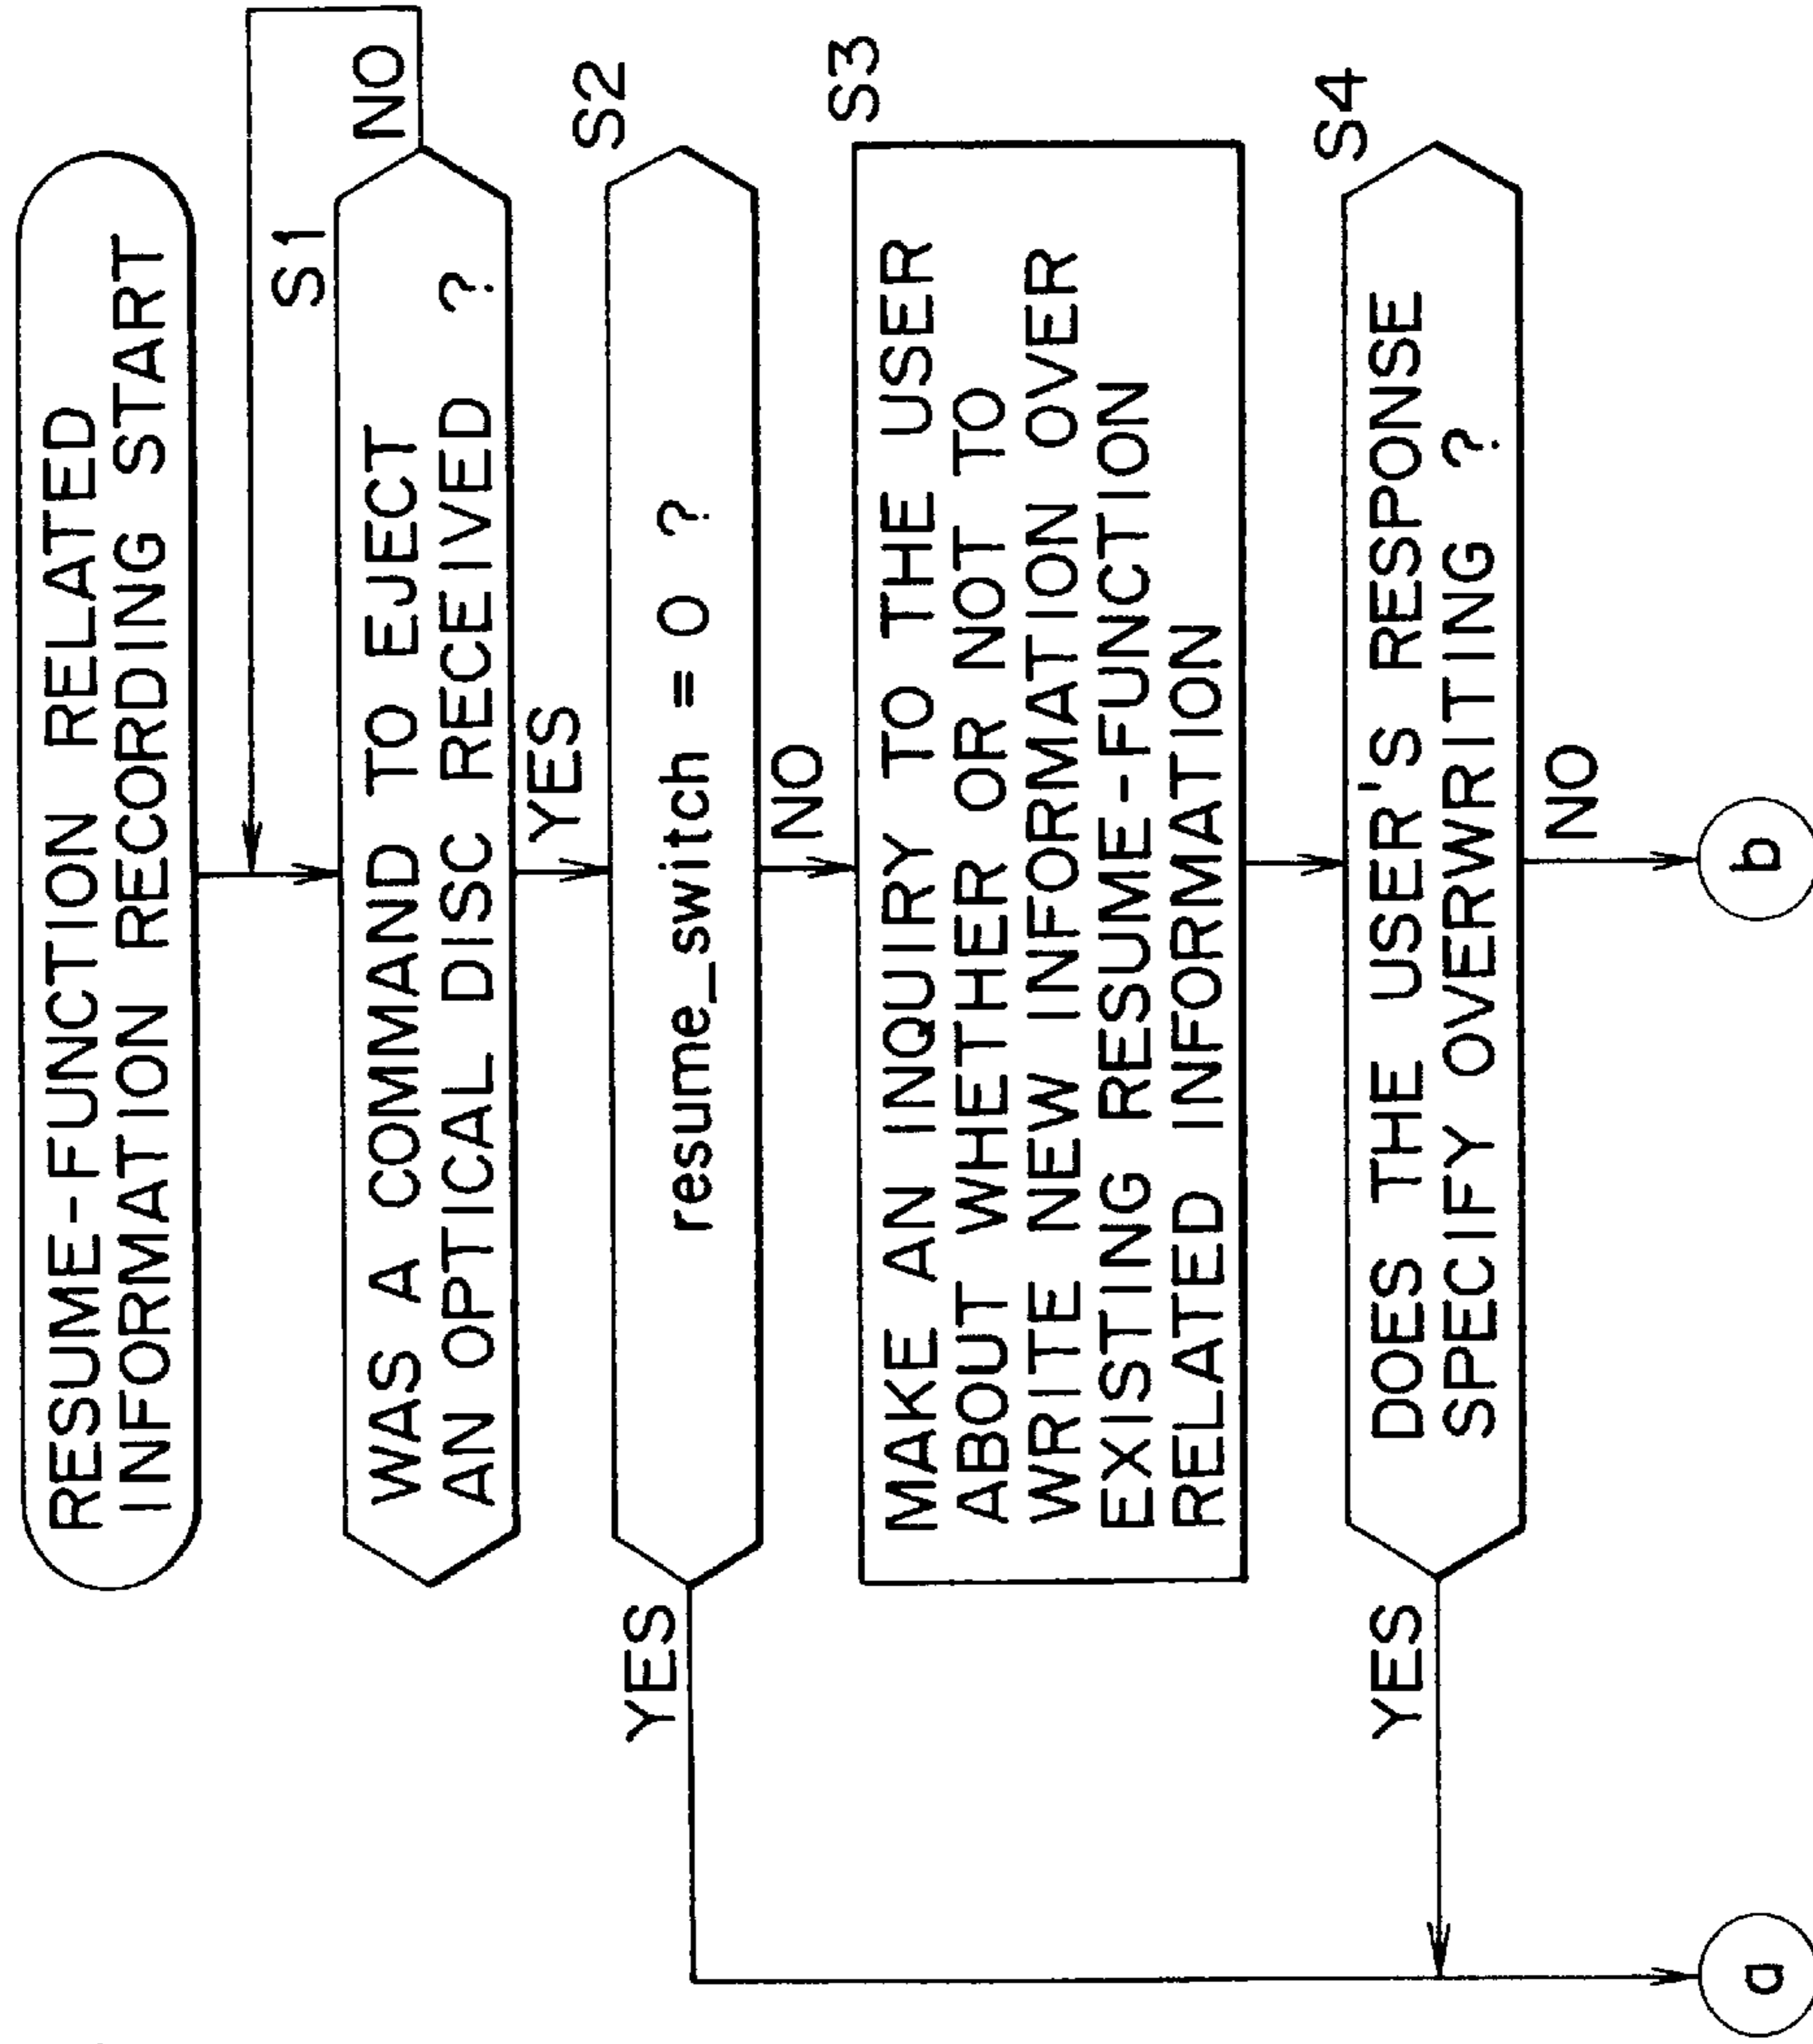 RESUME-FUNCTION RELATED
INFORMATION RECORDING START
S1
WAS A COMMAND TO EJECT
AN OPTICAL DISC RECEIVED ?
NO
YES
S2
resume_switch = 0 ?
YES
NO
S3
MAKE AN INQUIRY TO THE USER
ABOUT WHETHER OR NOT TO
WRITE NEW INFORMATION OVER
EXISTING RESUME-FUNCTION
RELATED INFORMATION
S4
DOES THE USER'S RESPONSE
SPECIFY OVERWRITING ?
YES
NO
a
b